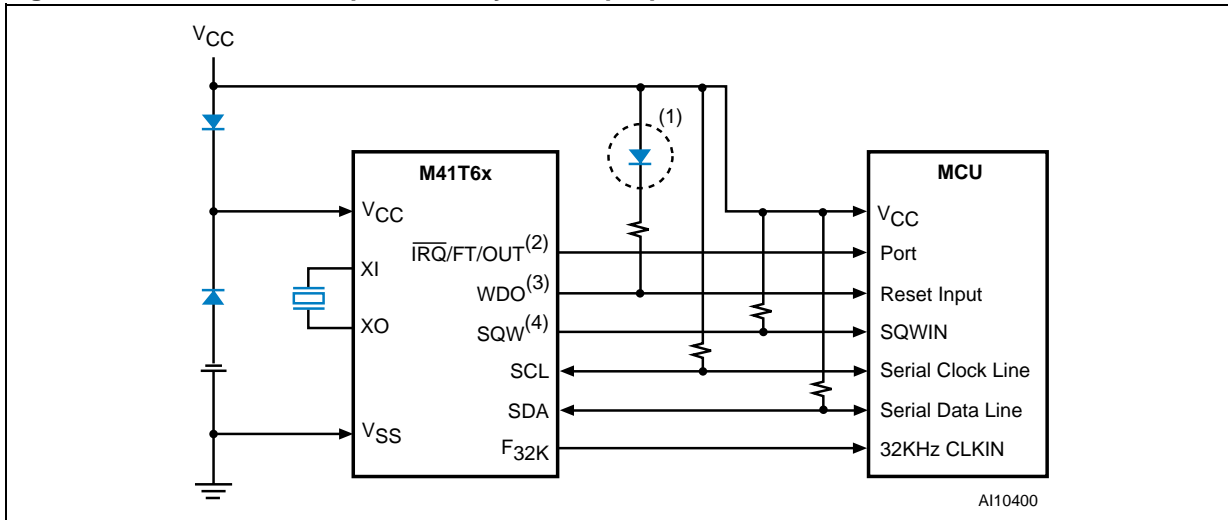 VCC
(1)
M41T6x
MCU
VCC
VCC
IRQ/FT/OUT(2)
Port
XI
WDO(3)
Reset Input
XO
SQW(4)
SQWIN
SCL
Serial Clock Line
SDA
Serial Data Line
VSS
F32K
32KHz CLKIN
AI10400